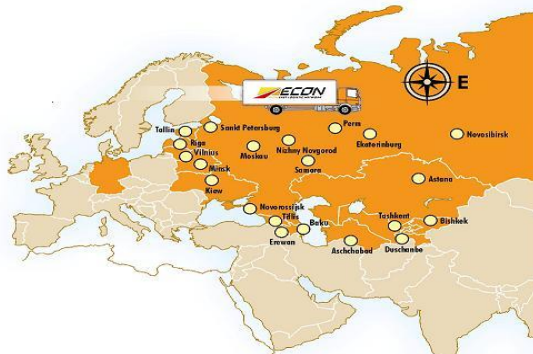 E
ECON
Tallin
Sankt Petersburg
Perm
Riga
Moskau
Nizhny Novgorod
Ekaterinburg
Novosibirsk
Vilnius
Samara
Minsk
Kiew
Astana
Novorossijsk
Tiflis
Baku
Tashkent
Bishkek
Erewan
Aschchabad
Duschanbe